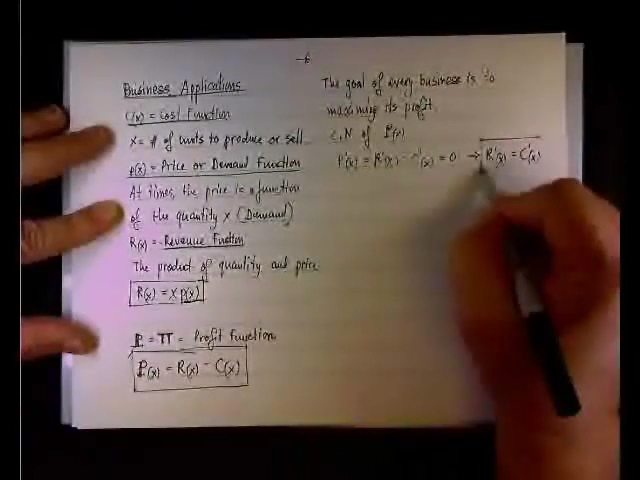 -6
Business Applications
C(x) = Cost Function
x = # of units to produce or sell
p(x) = Price or Demand Function
At times, the price is a function
of the quantity x (Demand)
R(x) = Revenue Function
The product of quantity and price
R(x) = x p(x)
P = π = Profit Function
P(x) = R(x) - C(x)
The goal of every business is to
maximing its profit.
C.N of P(x)
P'(x) = R'(x) - C'(x) = 0 → R'(x) = C'(x)